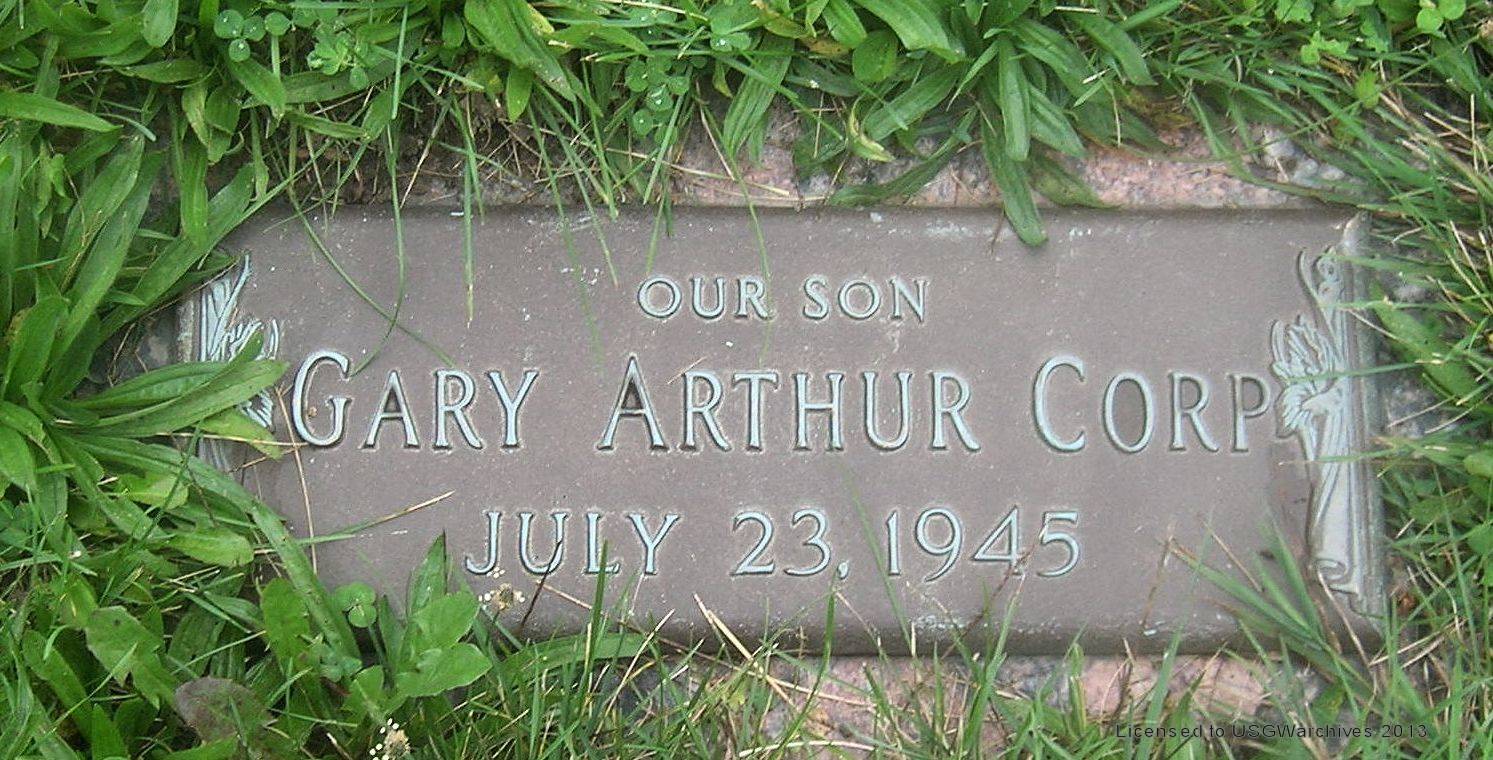 OUR SON
GARY ARTHUR CORP
JULY 23, 1945
Licensed to USGWarchives 2013